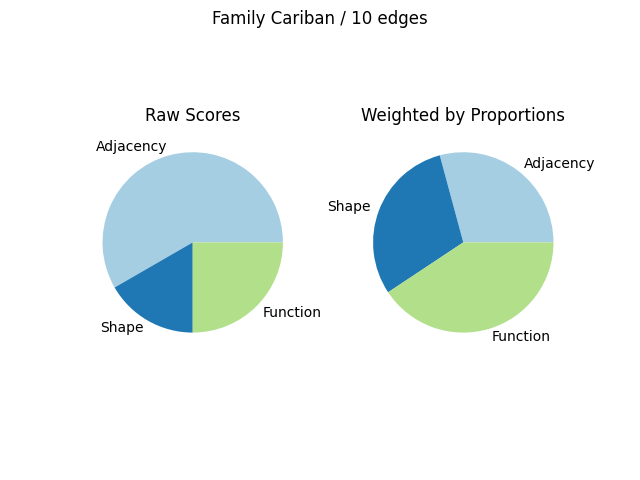 Family Cariban / 10 edges
Raw Scores
Adjacency
Shape
Function
Weighted by Proportions
Adjacency
Shape
Function